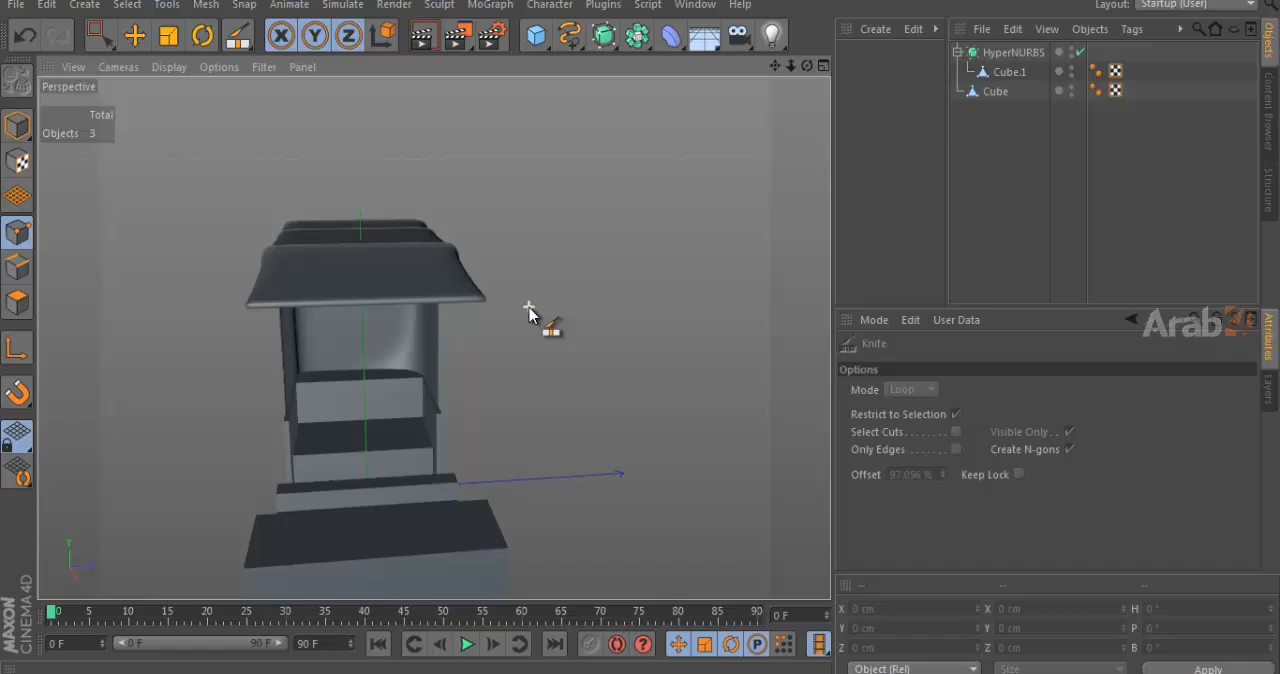 File Edit Create Select Tools Mesh Snap Animate Simulate Render Sculpt MoGraph Character Plugins Script Window Help Layout: Startup (User)
Create Edit File Edit View Objects Tags
HyperNURBS
Cube.1
Cube
Objects
Content Browser
Structure
View Cameras Display Options Filter Panel
Perspective
Total
Objects 3
Mode Edit User Data
Arab
Knife
Attributes
Layers
Options
Mode Loop
Restrict to Selection
Select Cuts Visible Only
Only Edges Create N-gons
Offset 97.056 % Keep Lock
X Y Z
Y
Z
X
0 5 10 15 20 25 30 35 40 45 50 55 60 65 70 75 80 85 90 0 F
0 F 0 F 90 F 90 F P
MAXON
CINEMA 4D
-- -- --
X 0 cm X 0 cm H 0 °
Y 0 cm Y 0 cm P 0 °
Z 0 cm Z 0 cm B 0 °
Object (Rel) Size Apply